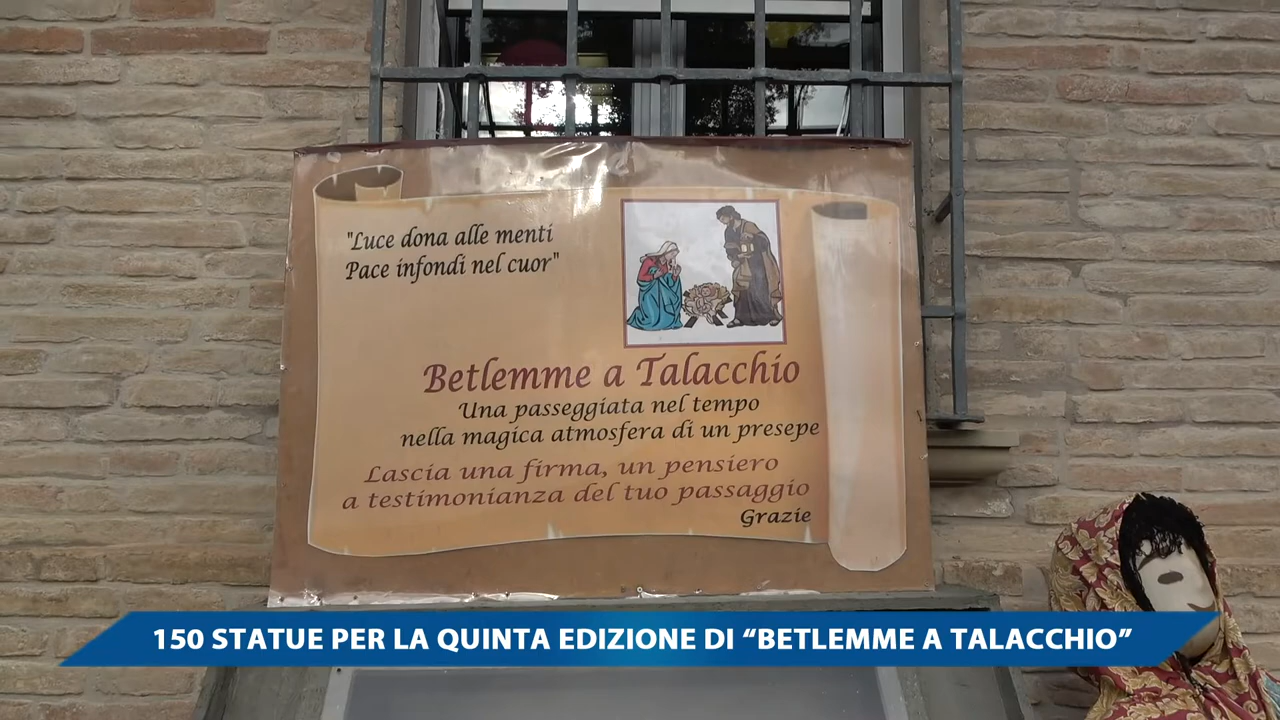 "Luce dona alle menti
Pace infondi nel cuor"
Betlemme a Talacchio
Una passeggiata nel tempo
nella magica atmosfera di un presepe
Lascia una firma, un pensiero
a testimonianza del tuo passaggio
Grazie
150 STATUE PER LA QUINTA EDIZIONE DI “BETLEMME A TALACCHIO”